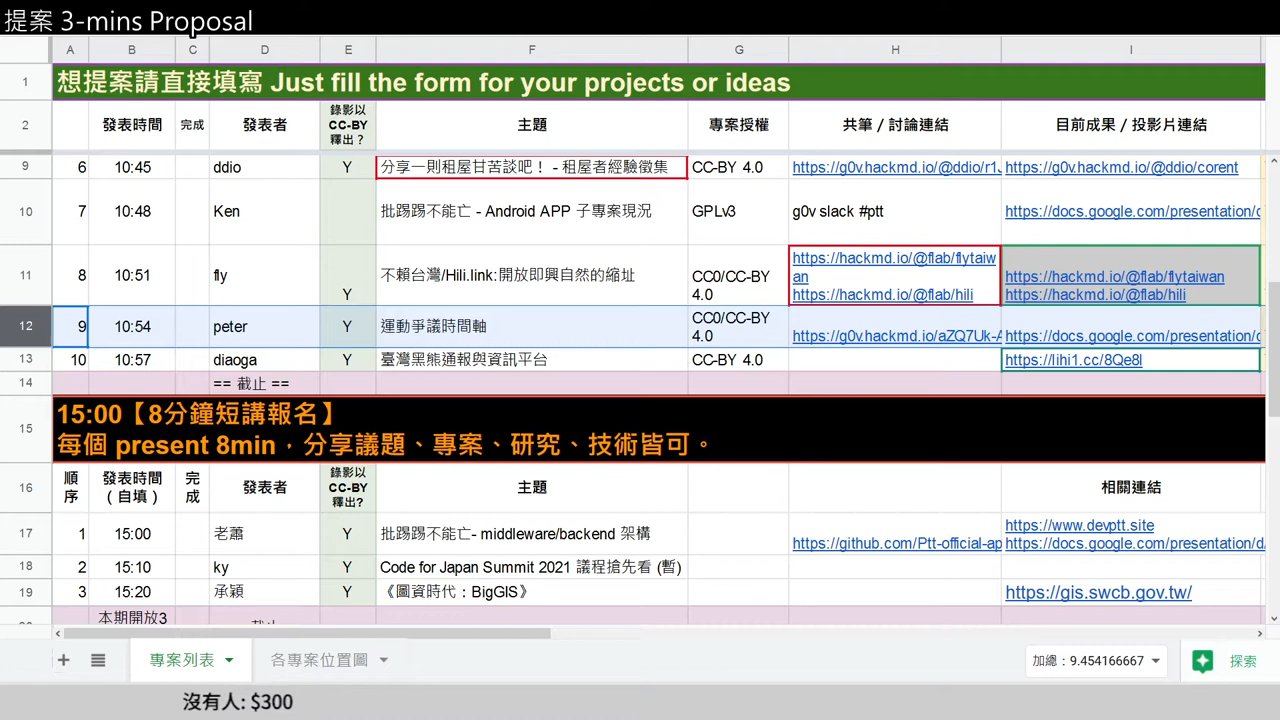 提案 3-mins Proposal
A B C D E F G H I
1 想提案請直接填寫 Just fill the form for your projects or ideas
2 發表時間 完成 發表者 錄影以 CC-BY 釋出？ 主題 專案授權 共筆 / 討論連結 目前成果 / 投影片連結
9 6 10:45 ddio Y 分享一則租屋甘苦談吧！ - 租屋者經驗徵集 CC-BY 4.0 https://g0v.hackmd.io/@ddio/r1J https://g0v.hackmd.io/@ddio/corent
10 7 10:48 Ken Y 批踢踢不能亡 - Android APP 子專案現況 GPLv3 g0v slack #ptt https://docs.google.com/presentation/d
11 8 10:51 fly Y 不賴台灣/Hili.link:開放即興自然的縮址 CC0/CC-BY 4.0 https://hackmd.io/@flab/flytaiwan https://hackmd.io/@flab/hili https://hackmd.io/@flab/flytaiwan https://hackmd.io/@flab/hili
12 9 10:54 peter Y 運動爭議時間軸 CC0/CC-BY 4.0 https://g0v.hackmd.io/aZQ7Uk-A https://docs.google.com/presentation/d
13 10 10:57 diaoga Y 臺灣黑熊通報與資訊平台 CC-BY 4.0 https://lihi1.cc/8Qe8l
14 == 截止 ==
15 15:00【8分鐘短講報名】
每個 present 8min，分享議題、專案、研究、技術皆可。
16 順序 發表時間（自填） 完成 發表者 錄影以 CC-BY 釋出? 主題 相關連結
17 1 15:00 老蕭 Y 批踢踢不能亡- middleware/backend 架構 https://github.com/Ptt-official-ap https://www.devptt.site https://docs.google.com/presentation/d/
18 2 15:10 ky Y Code for Japan Summit 2021 議程搶先看 (暫)
19 3 15:20 承穎 Y 《圖資時代：BigGIS》 https://gis.swcb.gov.tw/
本期開放3
專案列表 各專案位置圖 加總：9.454166667 探索
沒有人: $300